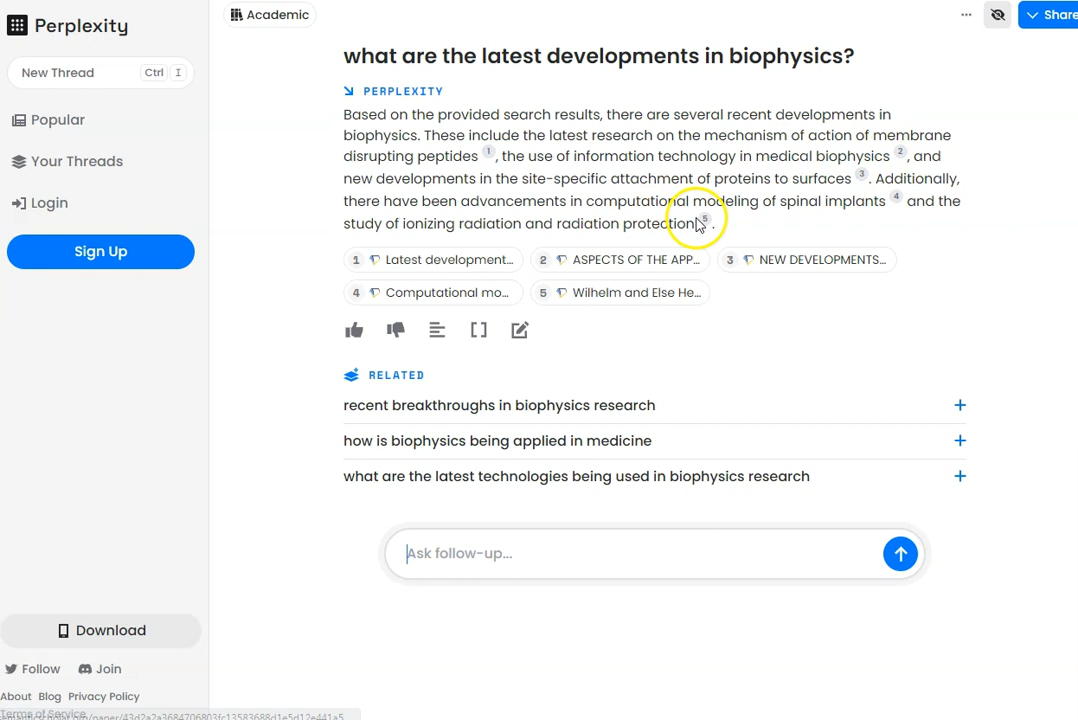 Perplexity
New Thread Ctrl I
Popular
Your Threads
Login
Sign Up
Download
Follow Join
About Blog Privacy Policy
Terms of Service
Academic
... Share
what are the latest developments in biophysics?
PERPLEXITY
Based on the provided search results, there are several recent developments in
biophysics. These include the latest research on the mechanism of action of membrane
disrupting peptides 1, the use of information technology in medical biophysics 2, and
new developments in the site-specific attachment of proteins to surfaces 3. Additionally,
there have been advancements in computational modeling of spinal implants 4 and the
study of ionizing radiation and radiation protection 5.
1 Latest development... 2 ASPECTS OF THE APP... 3 NEW DEVELOPMENTS...
4 Computational mo... 5 Wilhelm and Else He...
RELATED
recent breakthroughs in biophysics research +
how is biophysics being applied in medicine +
what are the latest technologies being used in biophysics research +
Ask follow-up...